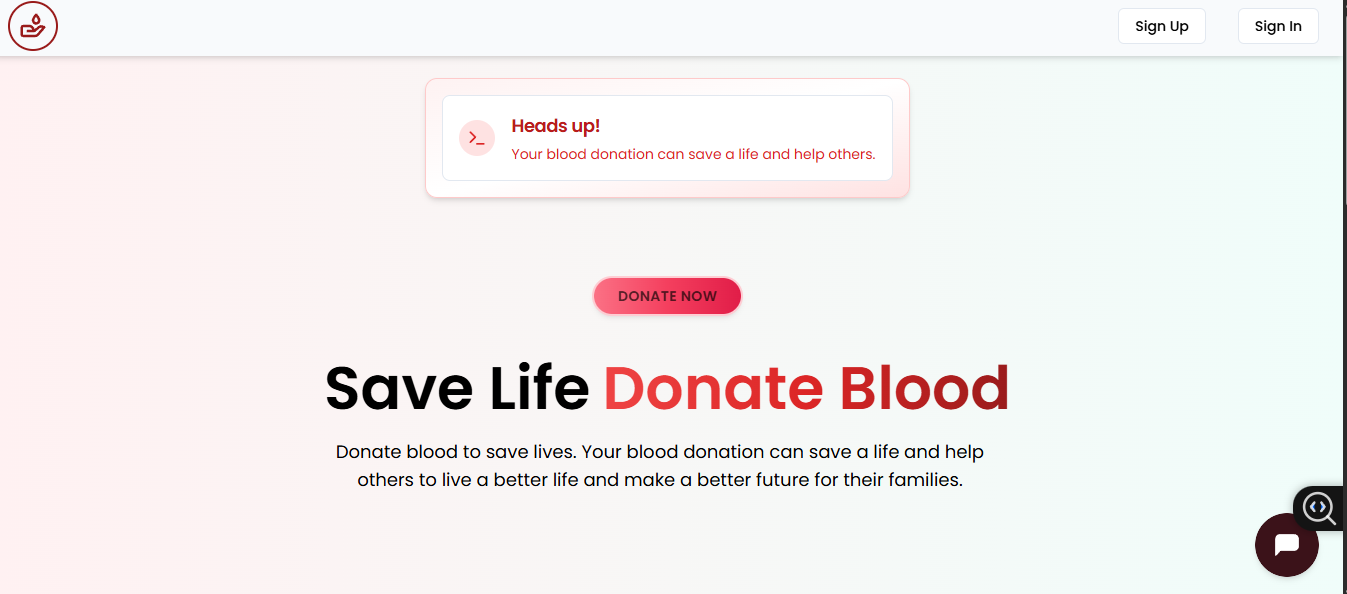 Sign Up
Sign In
Heads up!
Your blood donation can save a life and help others.
DONATE NOW
Save Life Donate Blood
Donate blood to save lives. Your blood donation can save a life and help
others to live a better life and make a better future for their families.